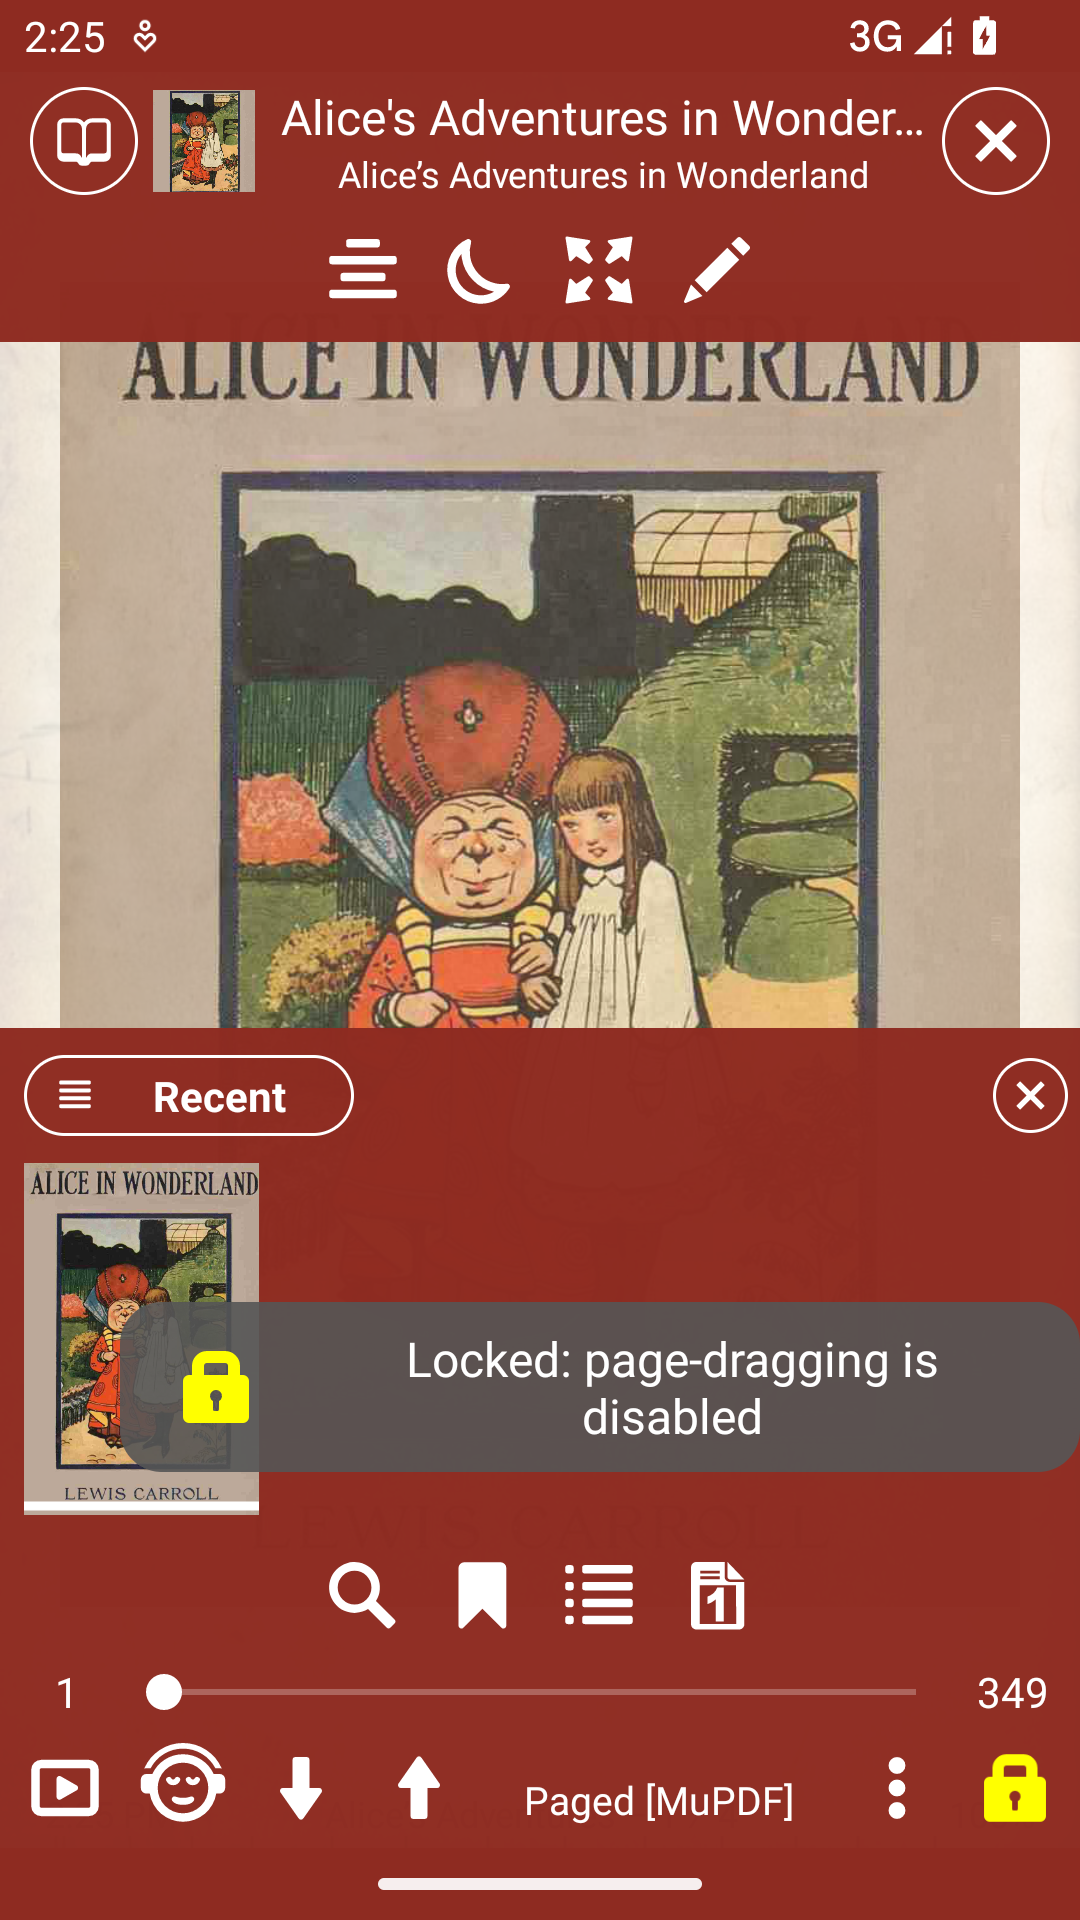 2:25
3G
Alice's Adventures in Wonder...
Alice’s Adventures in Wonderland
ALICE IN WONDERLAND
Recent
ALICE IN WONDERLAND
Locked: page-dragging is
disabled
LEWIS CARROLL
1
1
349
Paged [MuPDF]